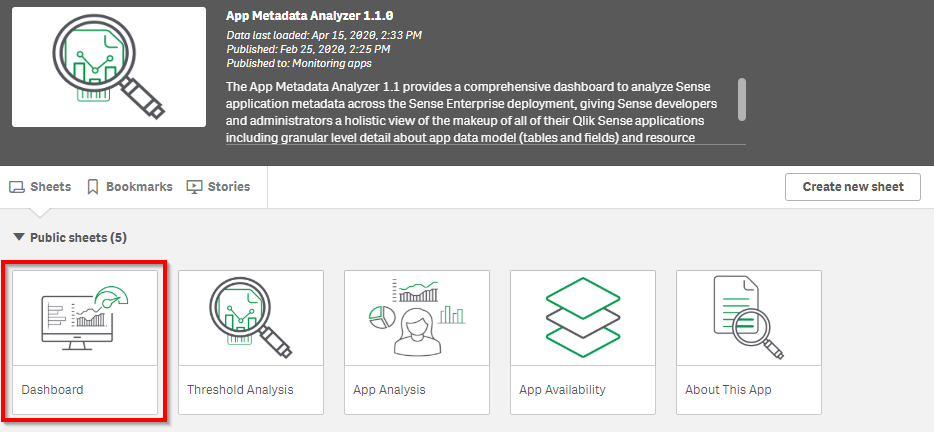 App Metadata Analyzer 1.1.0
Data last loaded: Apr 15, 2020, 2:33 PM
Published: Feb 25, 2020, 2:25 PM
Published to: Monitoring apps
The App Metadata Analyzer 1.1 provides a comprehensive dashboard to analyze Sense
application metadata across the Sense Enterprise deployment, giving Sense developers
and administrators a holistic view of the makeup of all of their Qlik Sense applications
including granular level detail about app data model (tables and fields) and resource
Sheets Bookmarks Stories Create new sheet
Public sheets (5)
Dashboard Threshold Analysis App Analysis App Availability About This App